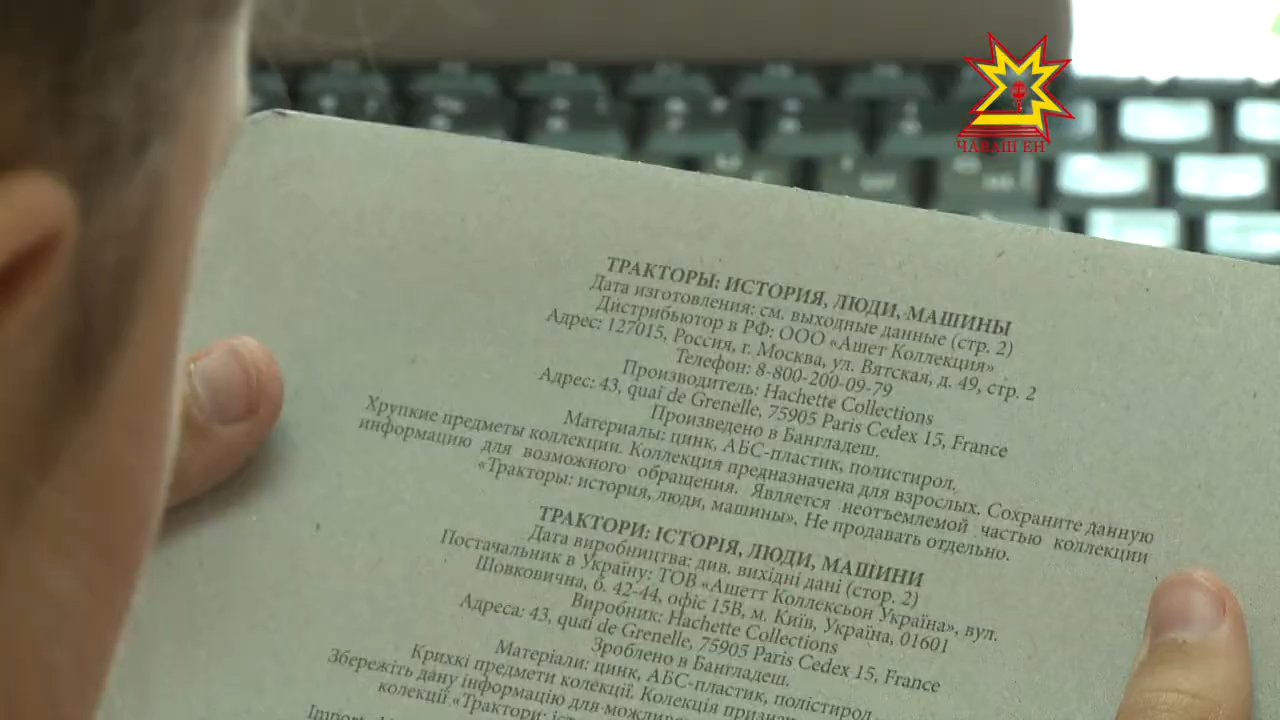 ЧӐВАШ ЕН
ТРАКТОРЫ: ИСТОРИЯ, ЛЮДИ, МАШИНЫ
Дата изготовления: см. выходные данные (стр. 2)
Дистрибьютор в РФ: ООО «Ашет Коллекция»
Адрес: 127015, Россия, г. Москва, ул. Вятская, д. 49, стр. 2
Телефон: 8-800-200-09-79
Производитель: Hachette Collections
Адрес: 43, quai de Grenelle, 75905 Paris Cedex 15, France
Произведено в Бангладеш.
Материалы: цинк, АБС-пластик, полистирол.
Хрупкие предметы коллекции. Коллекция предназначена для взрослых. Сохраните данную
информацию для возможного обращения. Является неотъемлемой частью коллекции
«Тракторы: история, люди, машины». Не продавать отдельно.
ТРАКТОРИ: ІСТОРІЯ, ЛЮДИ, МАШИНИ
Дата виробництва: див. вихідні дані (стор. 2)
Постачальник в Україну: ТОВ «Ашетт Коллексьон Україна», вул.
Шовковична, б. 42-44, офіс 15В, м. Київ, Україна, 01601
Виробник: Hachette Collections
Адреса: 43, quai de Grenelle, 75905 Paris Cedex 15, France
Зроблено в Бангладеш.
Матеріали: цинк, АБС-пластик, полістирол
Крихкі предмети колекції. Колекція
Збережіть дану інформацію для
колекції «Трактори: